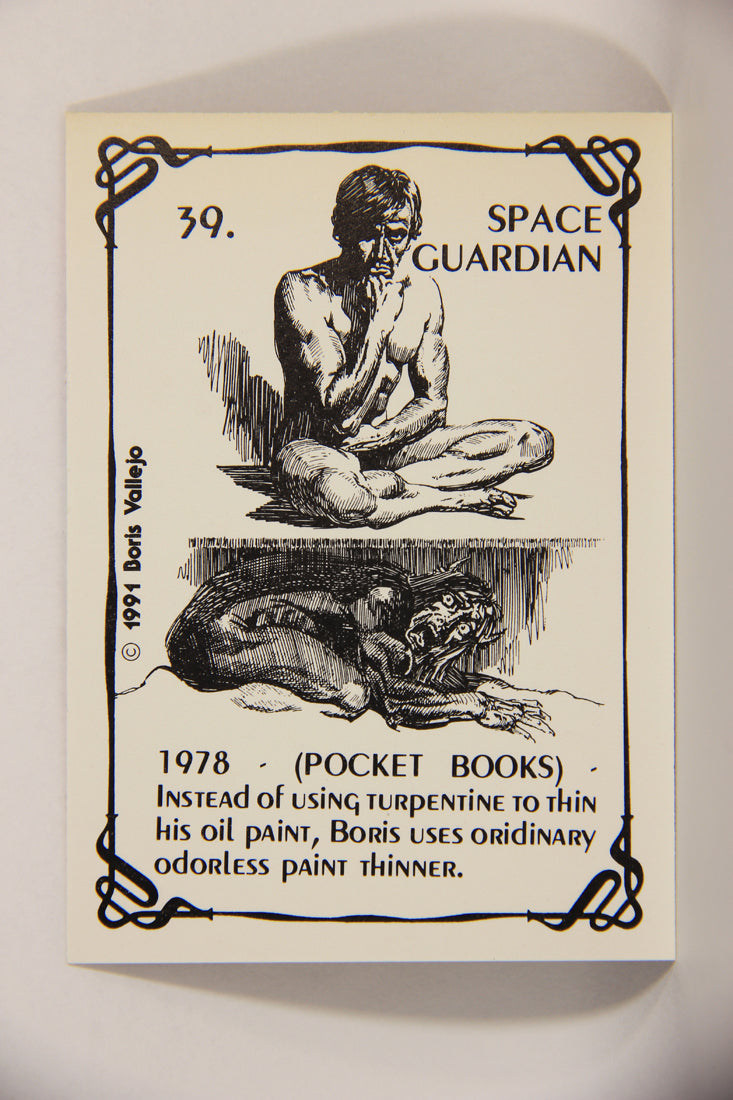 39.
SPACE
GUARDIAN
© 1991 Boris Vallejo
1978 - (POCKET BOOKS) -
INSTEAD of USING TURPENTINE TO THIN
his oil PAINT, BORIS USES ORIDINARY
ODORLESS PAINT THINNER.